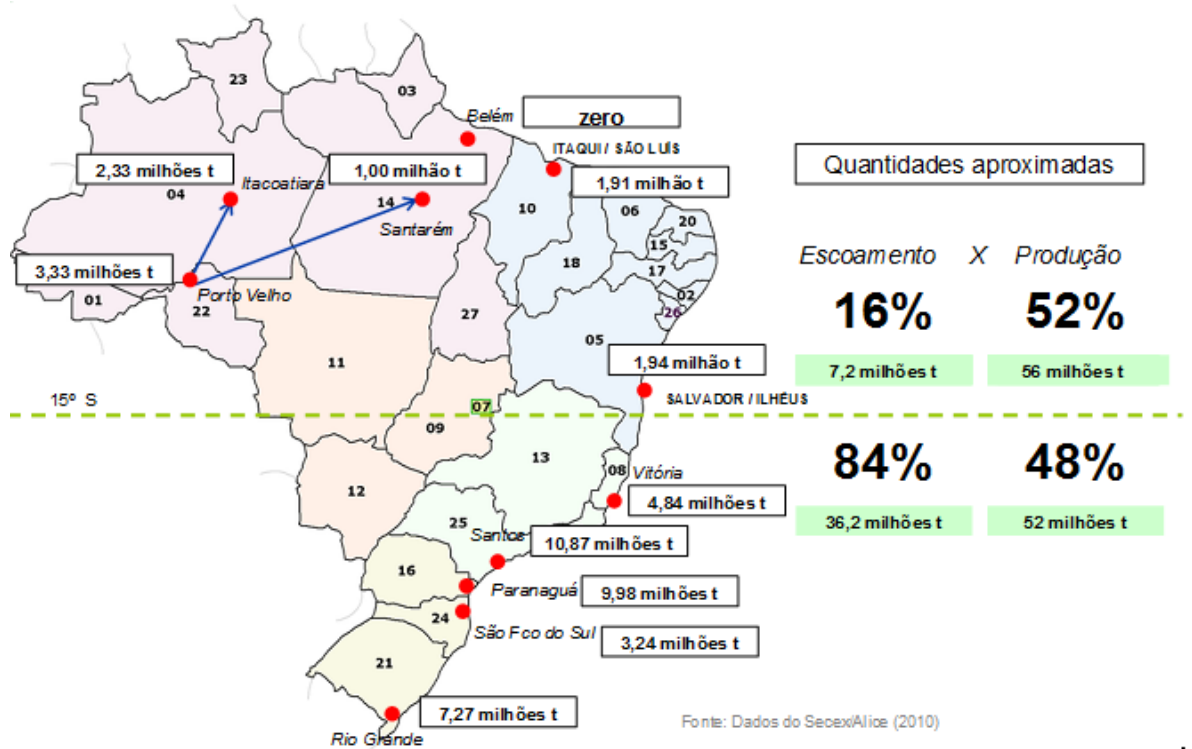 23
03
Belém
zero
ITAQUI / SÃO LUÍS
Quantidades aproximadas
2,33 milhões t
Itacoatiara
1,00 milhão t
1,91 milhão t
04
14
Santarém
10
06
20
15
Escoamento X Produção
3,33 milhões t
Porto Velho
18
17
01
22
02
26
27
16% 52%
05
11
1,94 milhão t
7,2 milhões t 56 milhões t
15º S
07
SALVADOR / ILHÉUS
09
13
84% 48%
08
Vitória
12
4,84 milhões t
36,2 milhões t 52 milhões t
25
Santos
10,87 milhões t
16
Paranaguá
9,98 milhões t
24
São Fco do Sul
3,24 milhões t
21
7,27 milhões t
Rio Grande
Fonte: Dados do Secex/Alice (2010)